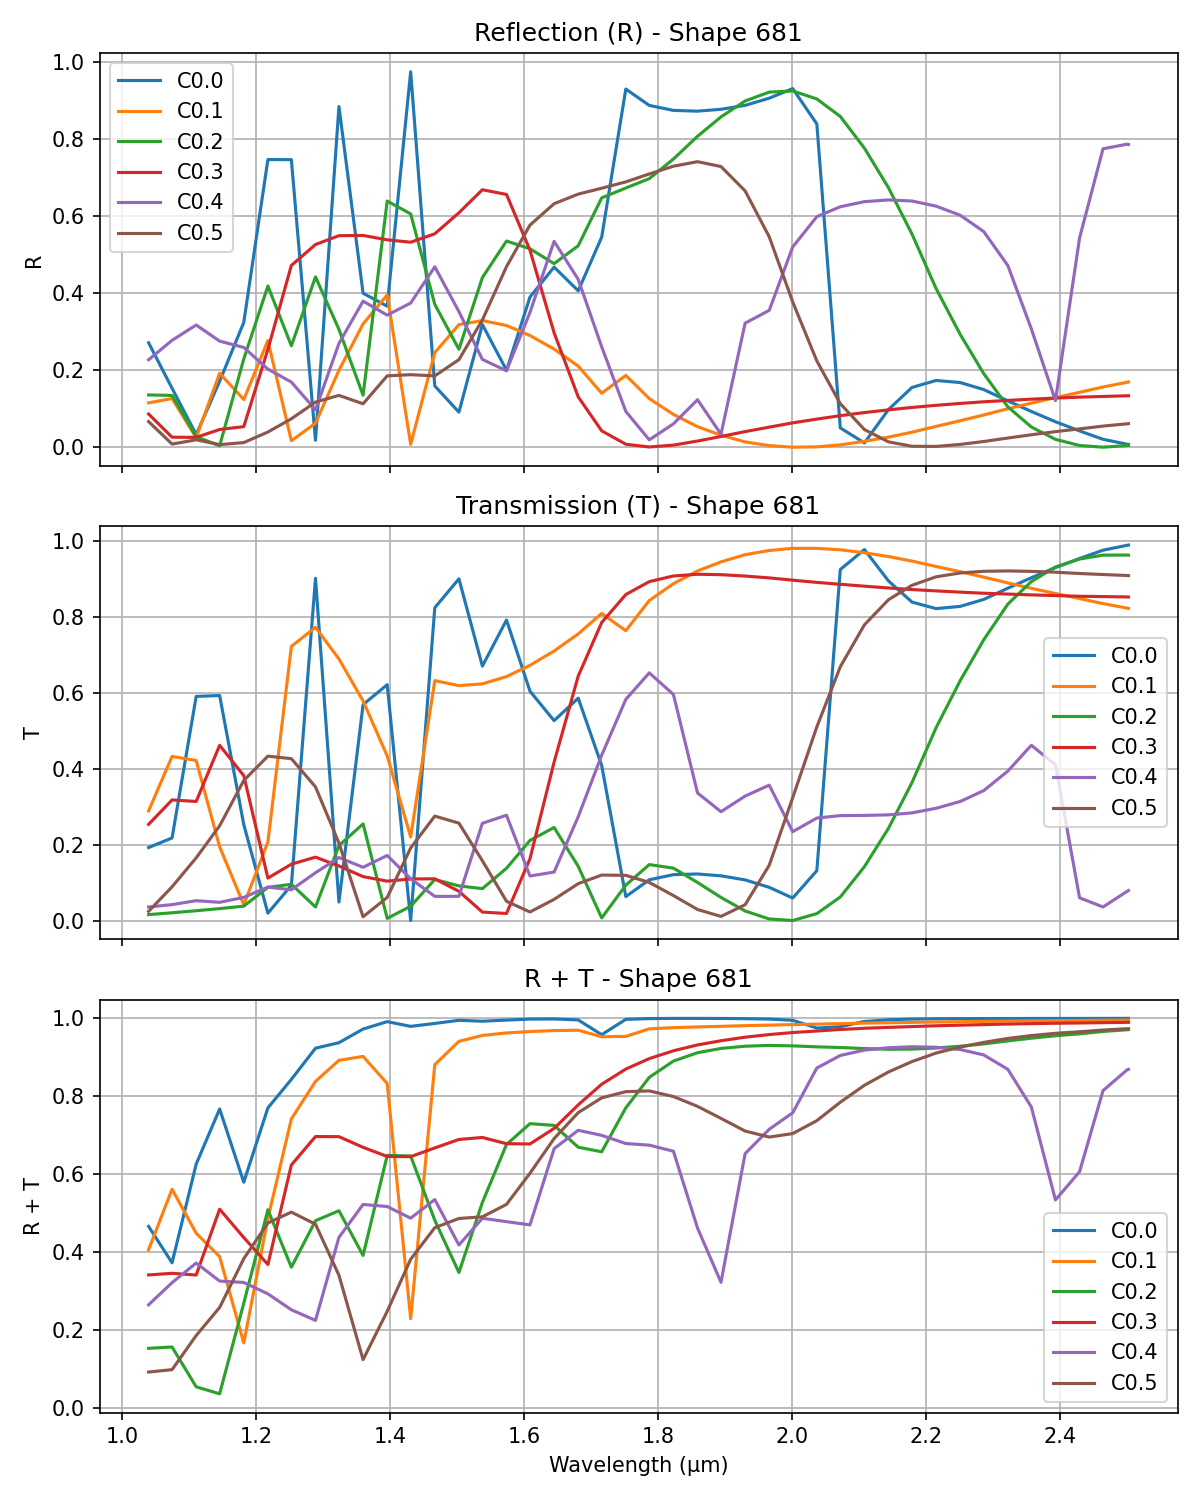 Reflection (R) - Shape 681
1.0
0.8
0.6
0.4
0.2
0.0
R
C0.0
C0.1
C0.2
C0.3
C0.4
C0.5
Transmission (T) - Shape 681
1.0
0.8
0.6
0.4
0.2
0.0
T
C0.0
C0.1
C0.2
C0.3
C0.4
C0.5
R + T - Shape 681
1.0
0.8
0.6
0.4
0.2
0.0
R + T
C0.0
C0.1
C0.2
C0.3
C0.4
C0.5
1.0 1.2 1.4 1.6 1.8 2.0 2.2 2.4
Wavelength (μm)